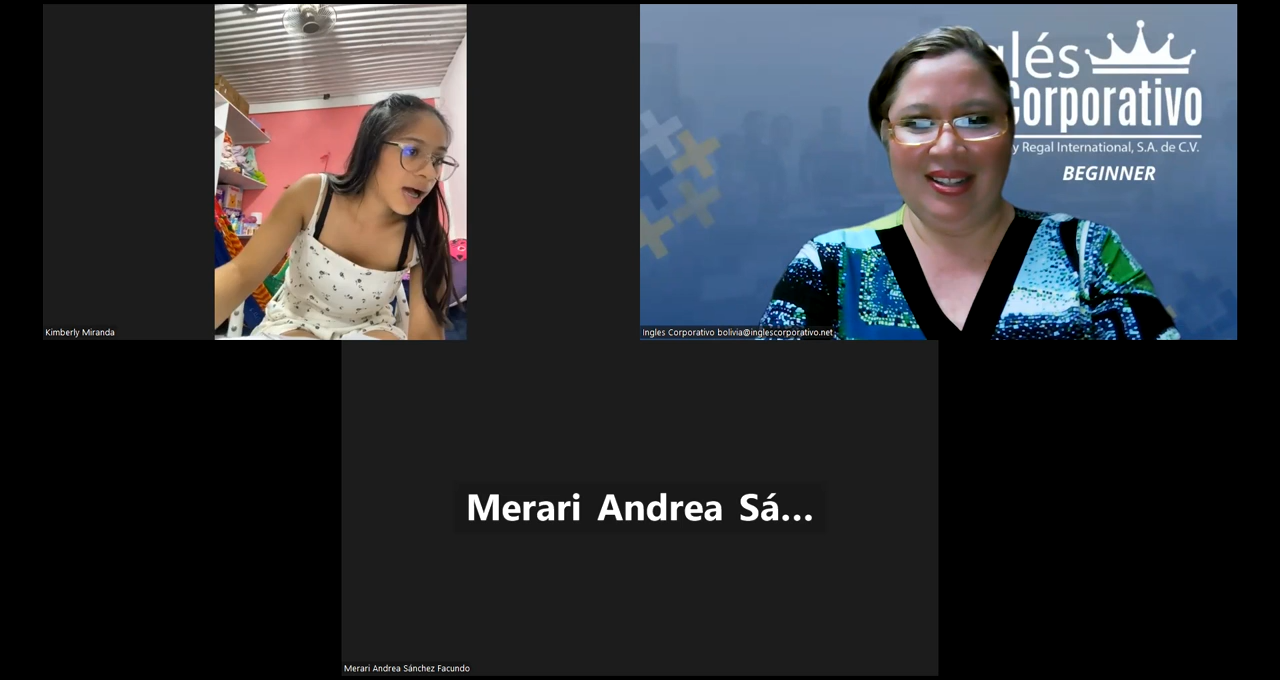 Kimberly Miranda
glés
Corporativo
y Regal International, S.A. de C.V.
BEGINNER
Ingles Corporativo bolivia@inglescorporativo.net
Merari Andrea Sá...
Merari Andrea Sánchez Facundo